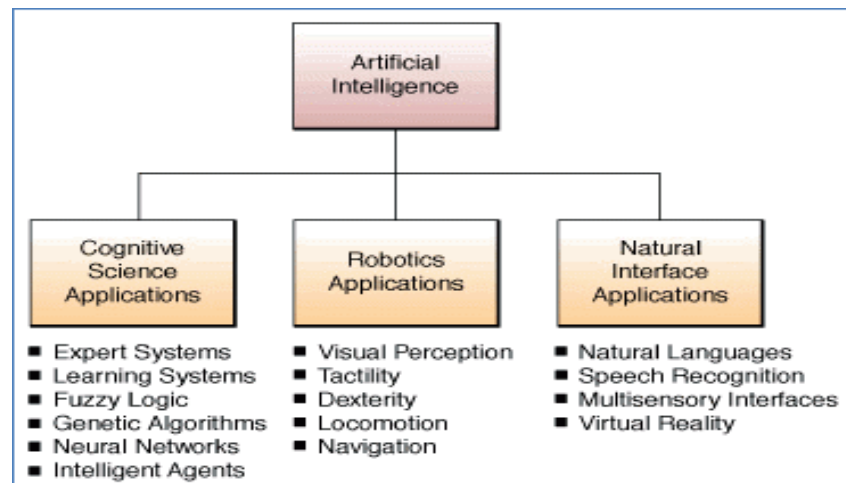 Artificial
Intelligence
Cognitive
Science
Applications
Robotics
Applications
Natural
Interface
Applications
■ Expert Systems
■ Learning Systems
■ Fuzzy Logic
■ Genetic Algorithms
■ Neural Networks
■ Intelligent Agents
■ Visual Perception
■ Tactility
■ Dexterity
■ Locomotion
■ Navigation
■ Natural Languages
■ Speech Recognition
■ Multisensory Interfaces
■ Virtual Reality